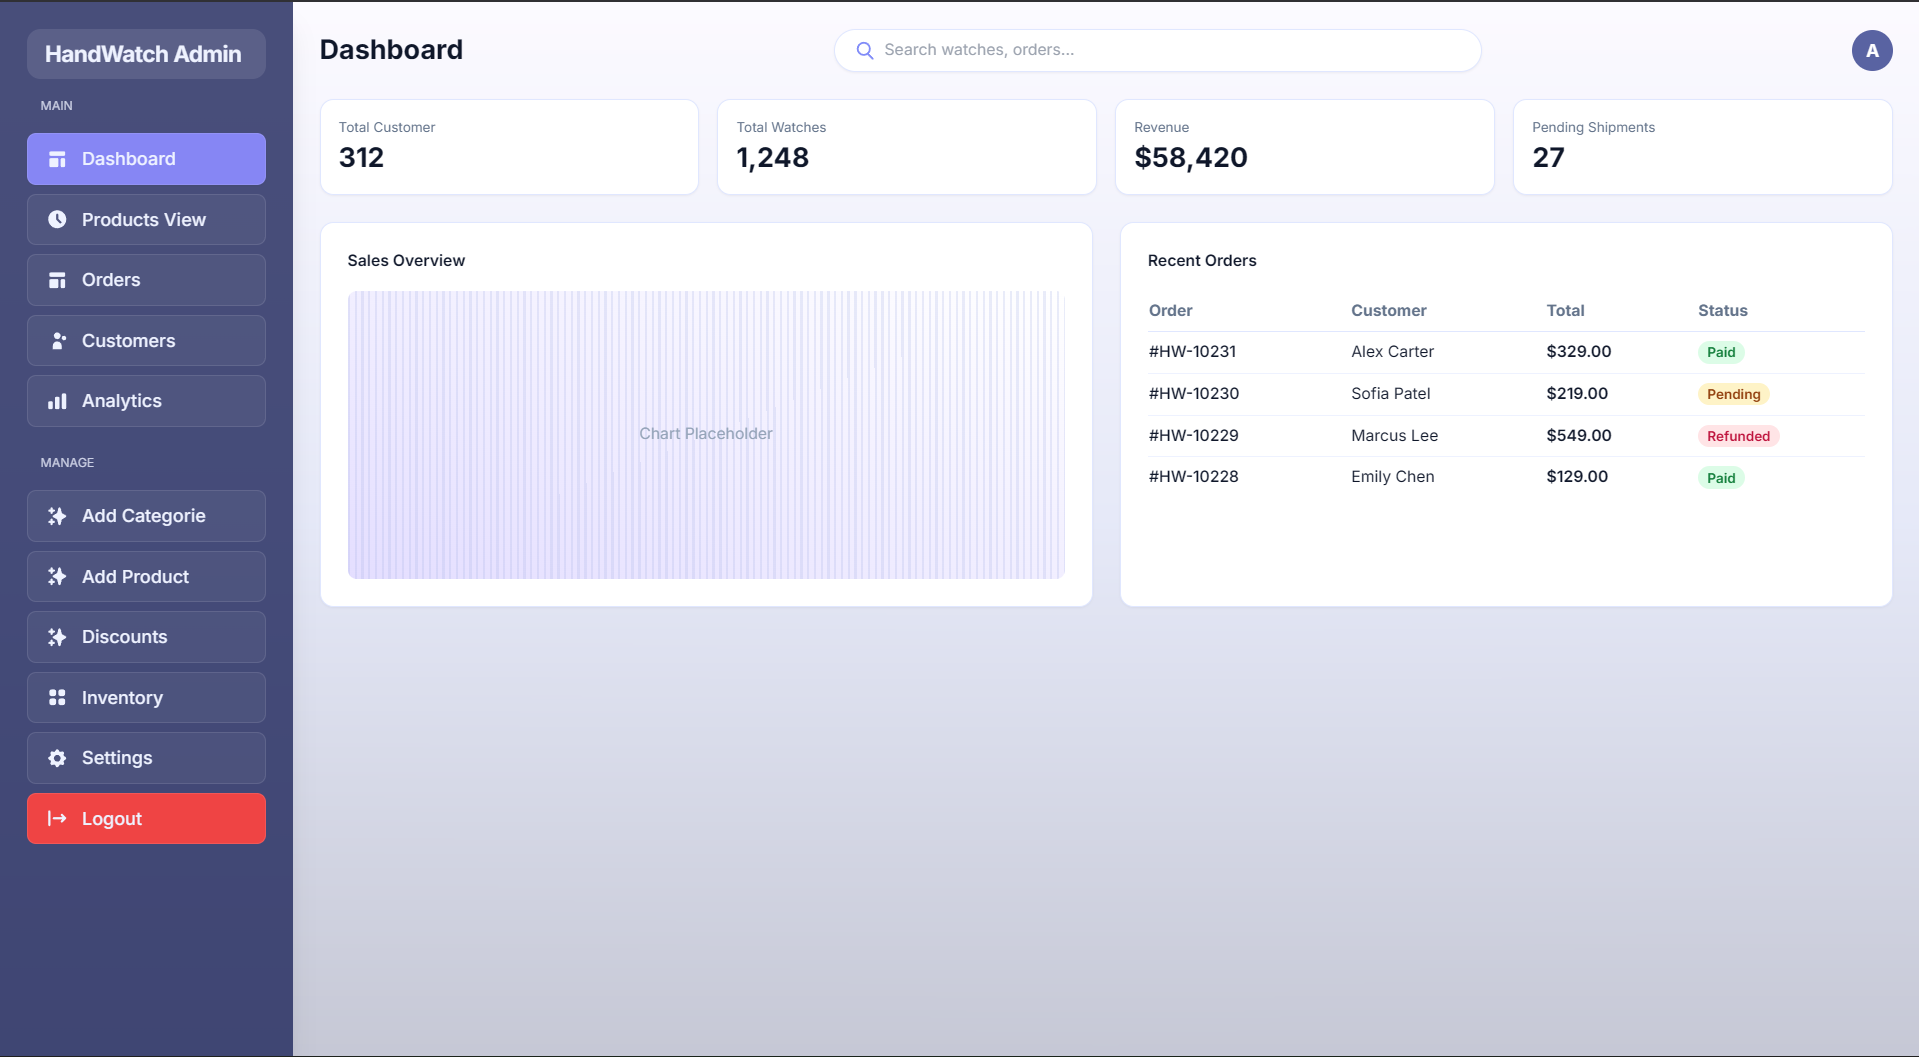 HandWatch Admin
MAIN
Dashboard
Products View
Orders
Customers
Analytics
MANAGE
Add Categorie
Add Product
Discounts
Inventory
Settings
Logout
Dashboard
Search watches, orders...
A
Total Customer
312
Total Watches
1,248
Revenue
$58,420
Pending Shipments
27
Sales Overview
Chart Placeholder
Recent Orders
Order Customer Total Status
#HW-10231 Alex Carter $329.00 Paid
#HW-10230 Sofia Patel $219.00 Pending
#HW-10229 Marcus Lee $549.00 Refunded
#HW-10228 Emily Chen $129.00 Paid